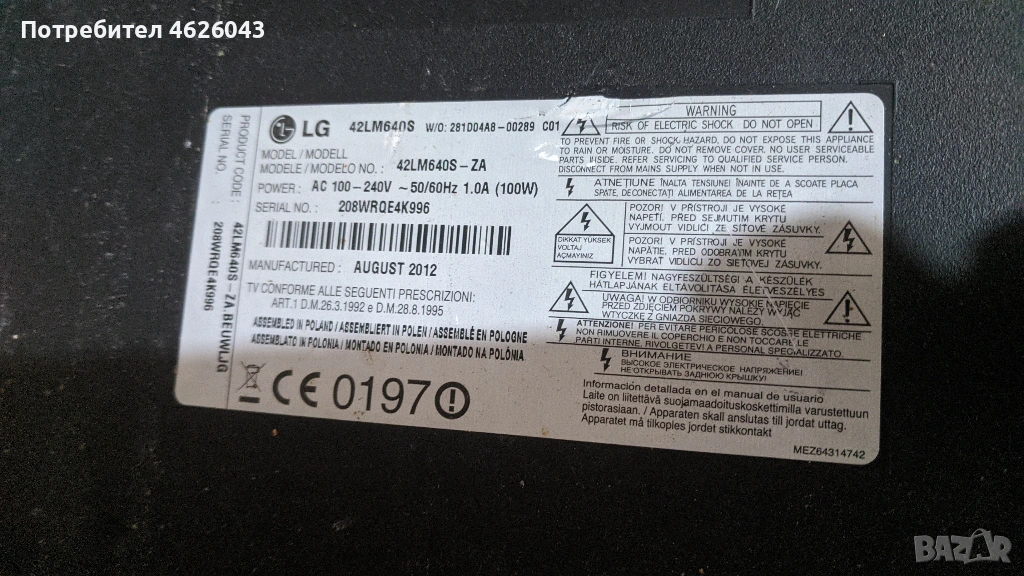 Потребител 4626043
LG 42LM640S W/O: 281D04A8-00289 C01
MODEL / MODELL
MODELE / MODELO NO. : 42LM640S-ZA
POWER : AC 100-240V ~50/60Hz 1.0A (100W)
SERIAL NO. : 208WRQE4K996
MANUFACTURED : AUGUST 2012
TV CONFORME ALLE SEGUENTI PRESCRIZIONI:
ART.1 D.M.26.3.1992 e D.M.28.8.1995
ASSEMBLED IN POLAND / ASSEMBLIERT IN POLEN / ASSEMBLÉ EN POLOGNE
ASSEMBLATO IN POLONIA / MONTADO EN POLONIA / MONTADO NA POLÓNIA
CE 0197
PRODUCT CODE : 42LM640S-ZA.BEUWLJG
SERIAL NO. 208WRQE4K996
WARNING
RISK OF ELECTRIC SHOCK DO NOT OPEN
TO PREVENT FIRE OR SHOCK HAZARD, DO NOT EXPOSE THIS APPLIANCE
TO RAIN OR MOISTURE. DO NOT REMOVE COVER. NO USER SERVICEABLE
PARTS INSIDE. REFER SERVICING TO QUALIFIED SERVICE PERSONNEL.
DISCONNECT FROM MAINS SUPPLY WHEN NOT IN USE.
ATNEŢIUNE ÎNALTA TENSIUNE! ÎNAINTE DE A SCOATE PLACA
SPATE DECONECTAŢI ALIMENTAREA DE LA REŢEA
DIKKAT YÜKSEK
VOLTAJ
AÇMAYINIZ
POZOR! V PŘÍSTROJI JE VYSOKÉ
NAPĚTÍ. PŘED SEJMUTIM KRYTU
VYJMOUT VIDLICI ZE SÍŤOVÉ ZÁSUVKY.
POZOR! V PRÍSTROJI JE VYSOKÉ
NAPÄTIE, PRED ODOBRATÍM KRYTU
VYBRAŤ VIDLICU ZO SIEŤOVEJ ZÁSUVKY.
FIGYELEM! NAGYFESZÜLTSÉG! A KÉSZÜLÉK
HÁTLAPJÁNAK ELTÁVOLÍTÁSA ÉLETVESZÉLYES
UWAGA! W ODBIORNIKU WYSOKIE NAPIĘCIE
PRZED ZDJĘCIEM POKRYWY NALEŻY WYJĄĆ
WTYCZKĘ Z GNIAZDA SIECIOWEGO
ATTENZIONE! PER EVITARE PERICOLOSE SCOSSE ELETTRICHE
NON RIMUOVERE IL COPERCHIO E NON TOCCARE LE
PARTI INTERNE. RIVOLGETEVI A PERSONAL SPECIALIZZATO.
ВНИМАНИЕ
ВЫСОКОЕ ЭЛЕКТРИЧЕСКОЕ НАПРЯЖЕНИЕ!
НЕ ОТКРЫВАТЬ ЗАДНЮЮ КРЫШКУ!
Información detallada en el manual de usuario
Laite on liitettävä suojamaadoituskoskettimilla varustettuun
pistorasiaan. / Apparaten skall anslutas till jordat uttag.
Apparatet må tilkoples jordet stikkontakt
MEZ64314742
BAZAR